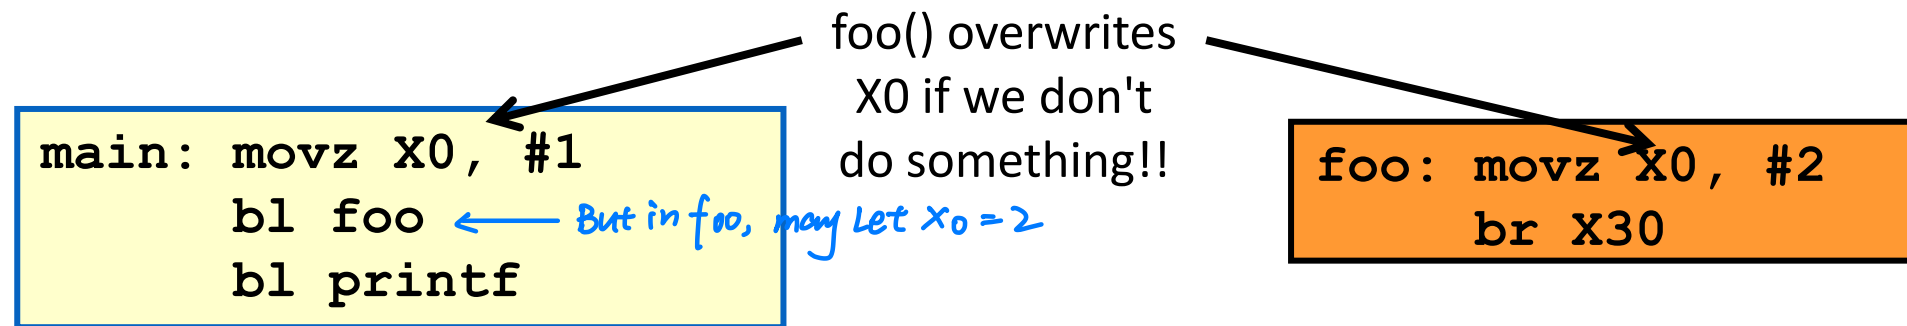 foo() overwrites
X0 if we don't
do something!!
main: movz X0, #1
bl foo
But in foo, may let X0 = 2
bl printf
foo: movz X0, #2
br X30